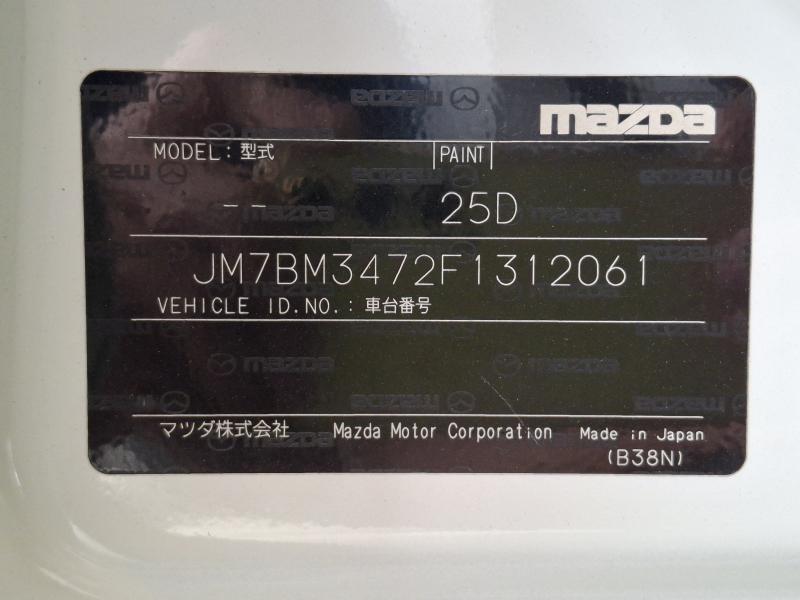 mazda
MODEL: 型式 PAINT
-- 25D
JM7BM3472F1312061
VEHICLE ID.NO.: 車台番号
マツダ株式会社 Mazda Motor Corporation Made in Japan
(B38N)